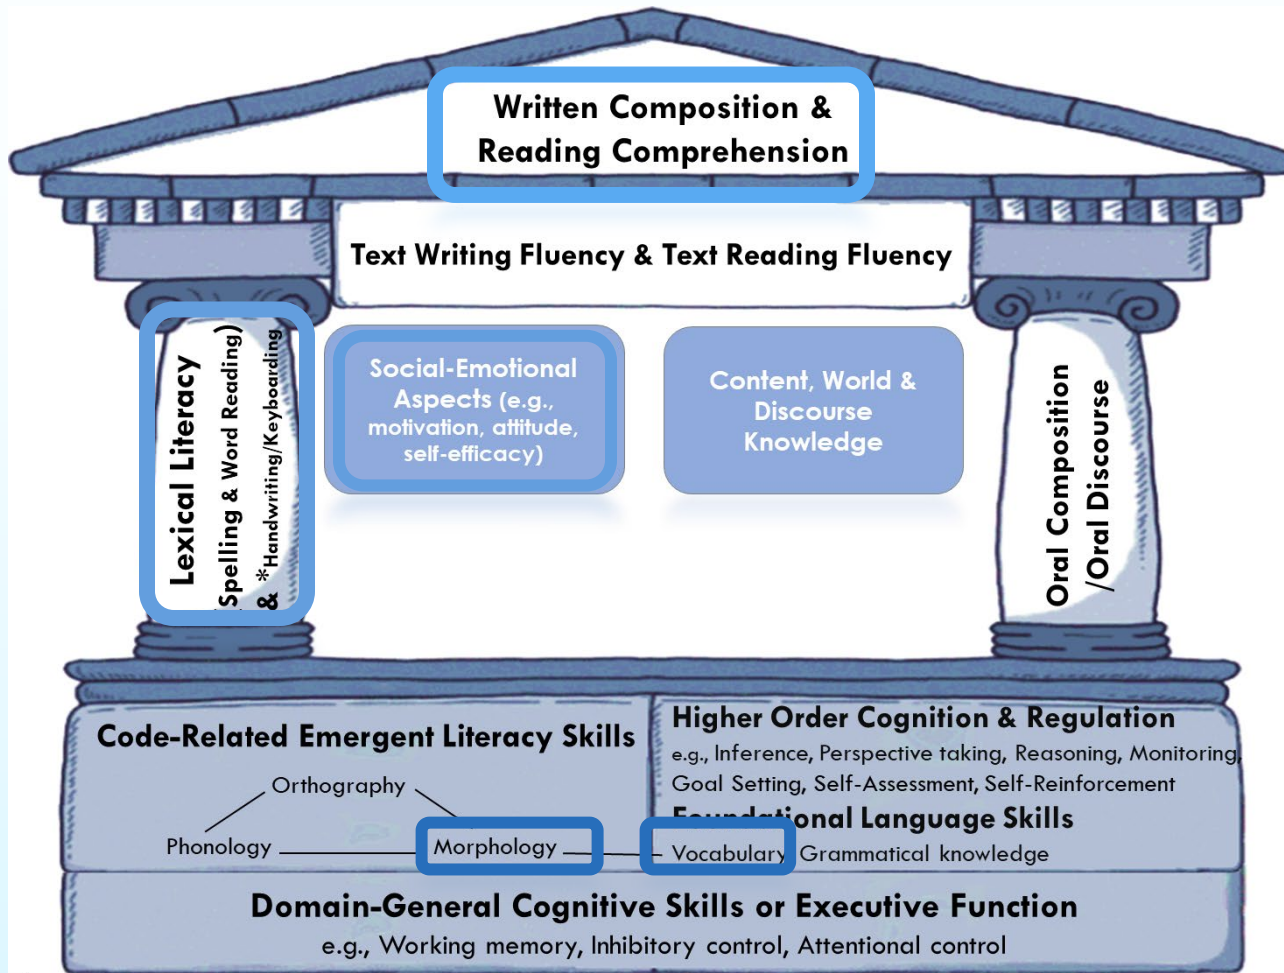 Written Composition &
Reading Comprehension
Text Writing Fluency & Text Reading Fluency
Lexical Literacy
(Spelling & Word Reading)
& *Handwriting/Keyboarding
Social-Emotional
Aspects (e.g.,
motivation, attitude,
self-efficacy)
Content, World &
Discourse
Knowledge
Oral Composition
/Oral Discourse
Code-Related Emergent Literacy Skills
Orthography
Phonology
Morphology
Higher Order Cognition & Regulation
e.g., Inference, Perspective taking, Reasoning, Monitoring,
Goal Setting, Self-Assessment, Self-Reinforcement
Foundational Language Skills
Vocabulary, Grammatical knowledge
Domain-General Cognitive Skills or Executive Function
e.g., Working memory, Inhibitory control, Attentional control